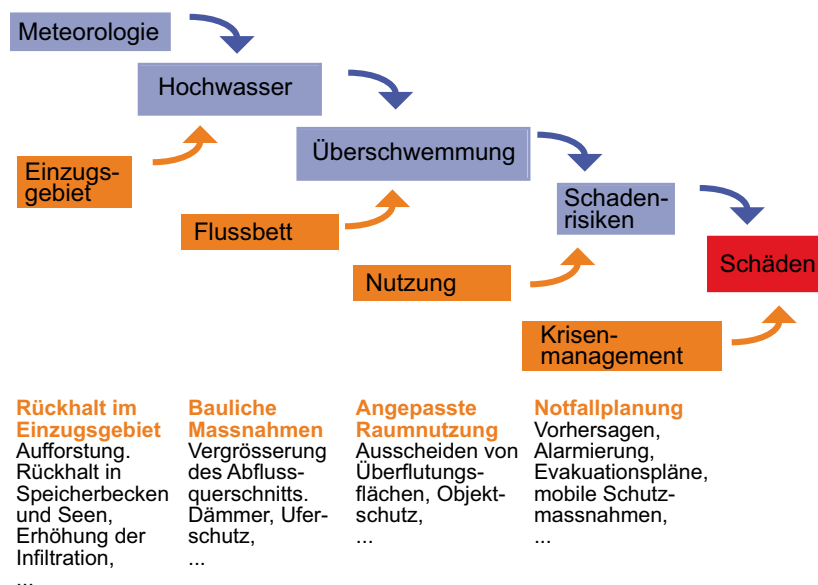 Meteorologie
Hochwasser
Überschwemmung
Einzugs-
gebiet
Schaden-
risiken
Flussbett
Schäden
Nutzung
Krisen-
management
Rückhalt im
Einzugsgebiet
Aufforstung.
Rückhalt in
Speicherbecken
und Seen,
Erhöhung der
Infiltration,
...
Bauliche
Massnahmen
Vergrösserung
des Abfluss-
querschnitts.
Dämmer, Ufer-
schutz,
...
Angepasste
Raumnutzung
Ausscheiden von
Überflutungs-
flächen, Objekt-
schutz,
...
Notfallplanung
Vorhersagen,
Alarmierung,
Evakuationspläne,
mobile Schutz-
massnahmen,
...